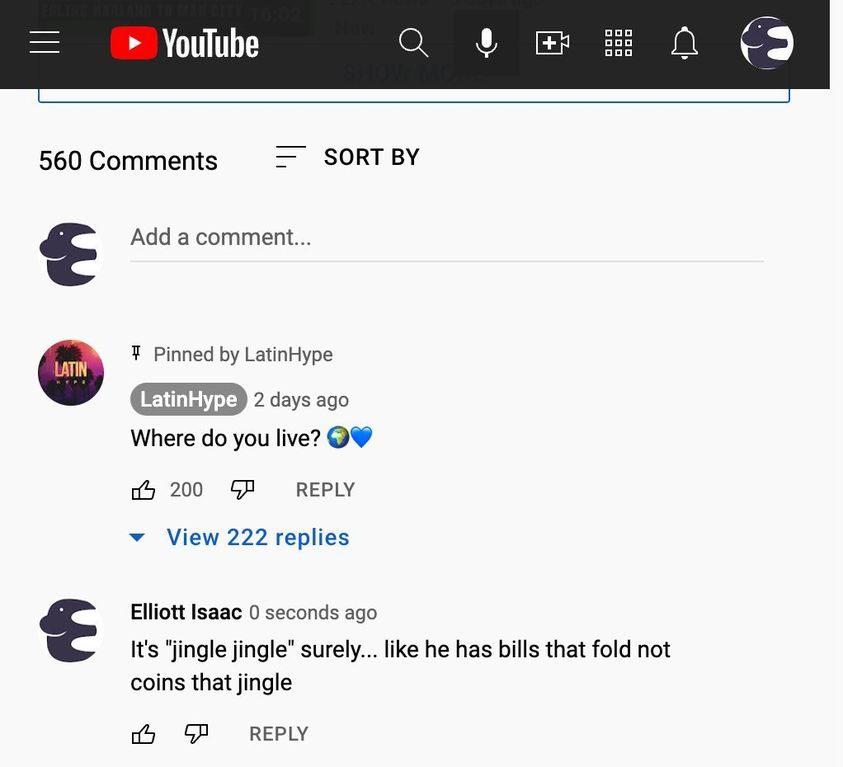 16:02
YouTube
SHOW MORE
560 Comments
SORT BY
Add a comment...
LATIN
HYPE
Pinned by LatinHype
LatinHype 2 days ago
Where do you live? 🌍💙
200 REPLY
View 222 replies
Elliott Isaac 0 seconds ago
It's "jingle jingle" surely... like he has bills that fold not
coins that jingle
REPLY